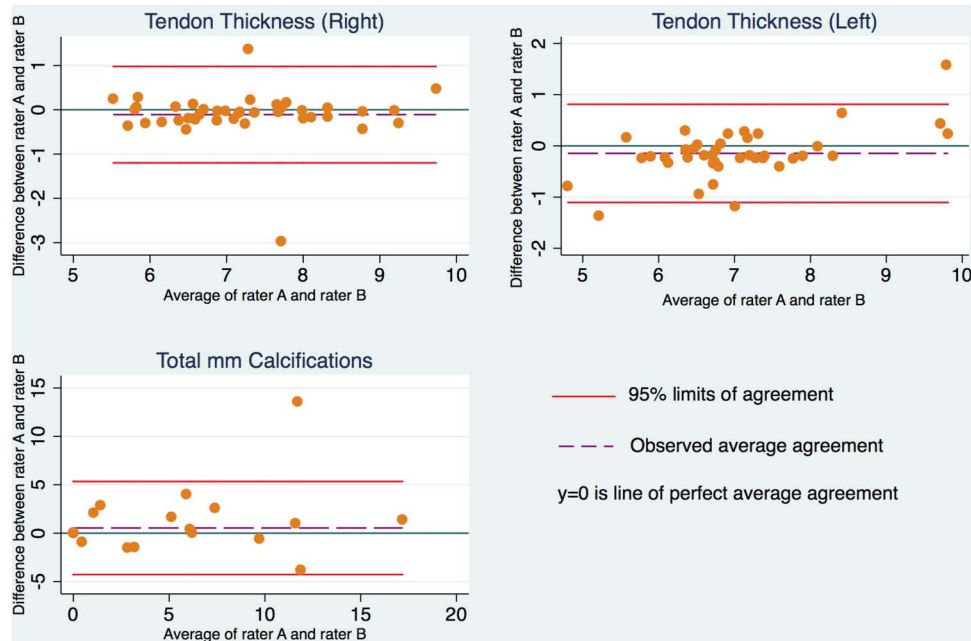 Tendon Thickness (Right)
Difference between rater A and rater B
1
0
-1
-2
-3
5 6 7 8 9 10
Average of rater A and rater B
Tendon Thickness (Left)
Difference between rater A and rater B
2
1
0
-1
-2
5 6 7 8 9 10
Average of rater A and rater B
Total mm Calcifications
Difference between rater A and rater B
15
10
5
0
-5
0 5 10 15 20
Average of rater A and rater B
95% limits of agreement
Observed average agreement
y=0 is line of perfect average agreement